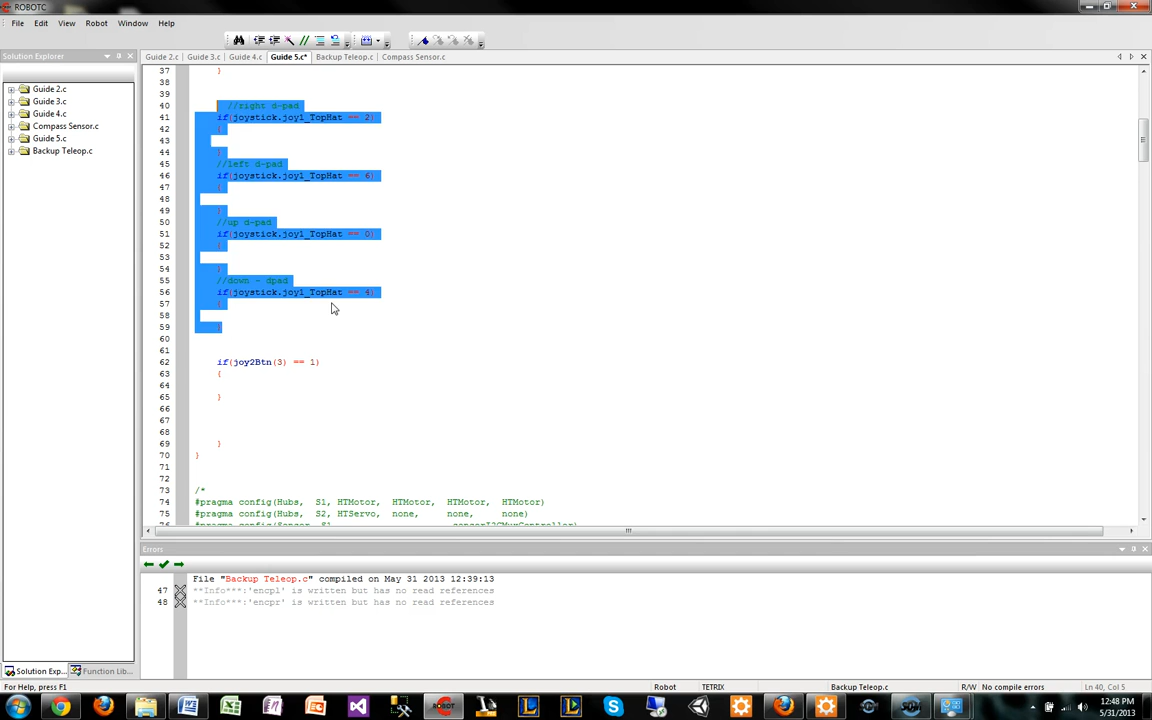 ROBOTC
File Edit View Robot Window Help
Solution Explorer
Guide 2.c Guide 3.c Guide 4.c Guide 5.c* Backup Teleop.c Compass Sensor.c
Guide 2.c
Guide 3.c
Guide 4.c
Compass Sensor.c
Guide 5.c
Backup Teleop.c
37 }
38
39
40 //right d-pad
41 if(joystick.joy1_TopHat == 2)
42 {
43
44 }
45 //left d-pad
46 if(joystick.joy1_TopHat == 6)
47 {
48
49 }
50 //up d-pad
51 if(joystick.joy1_TopHat == 0)
52 {
53
54 }
55 //down - dpad
56 if(joystick.joy1_TopHat == 4)
57 {
58
59 }
60
61
62 if(joy2Btn(3) == 1)
63 {
64
65 }
66
67
68
69 }
70 }
71
72
73 /*
74 #pragma config(Hubs, S1, HTMotor, HTMotor, HTMotor, HTMotor)
75 #pragma config(Hubs, S2, HTServo, none, none, none)
76 #pragma config(Sensor, S1, , sensorI2CMuxController)
Errors
File "Backup Teleop.c" compiled on May 31 2013 12:39:13
47 **Info***:'encpl' is written but has no read references
48 **Info***:'encpr' is written but has no read references
Solution Exp... Function Lib...
For Help, press F1 Robot TETRIX Backup Teleop.c R/W No compile errors Ln 40, Col 5
12:48 PM
5/31/2013